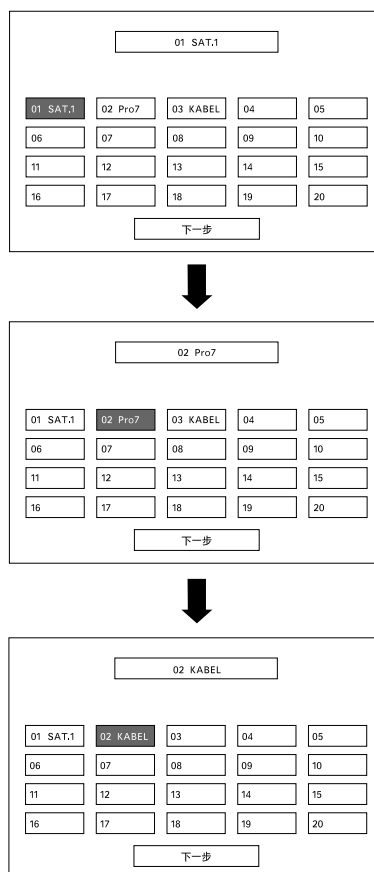 01 SAT.1
01 SAT.1 02 Pro7 03 KABEL 04 05
06 07 08 09 10
11 12 13 14 15
16 17 18 19 20
下一步
02 Pro7
01 SAT.1 02 Pro7 03 KABEL 04 05
06 07 08 09 10
11 12 13 14 15
16 17 18 19 20
下一步
02 KABEL
01 SAT.1 02 KABEL 03 04 05
06 07 08 09 10
11 12 13 14 15
16 17 18 19 20
下一步